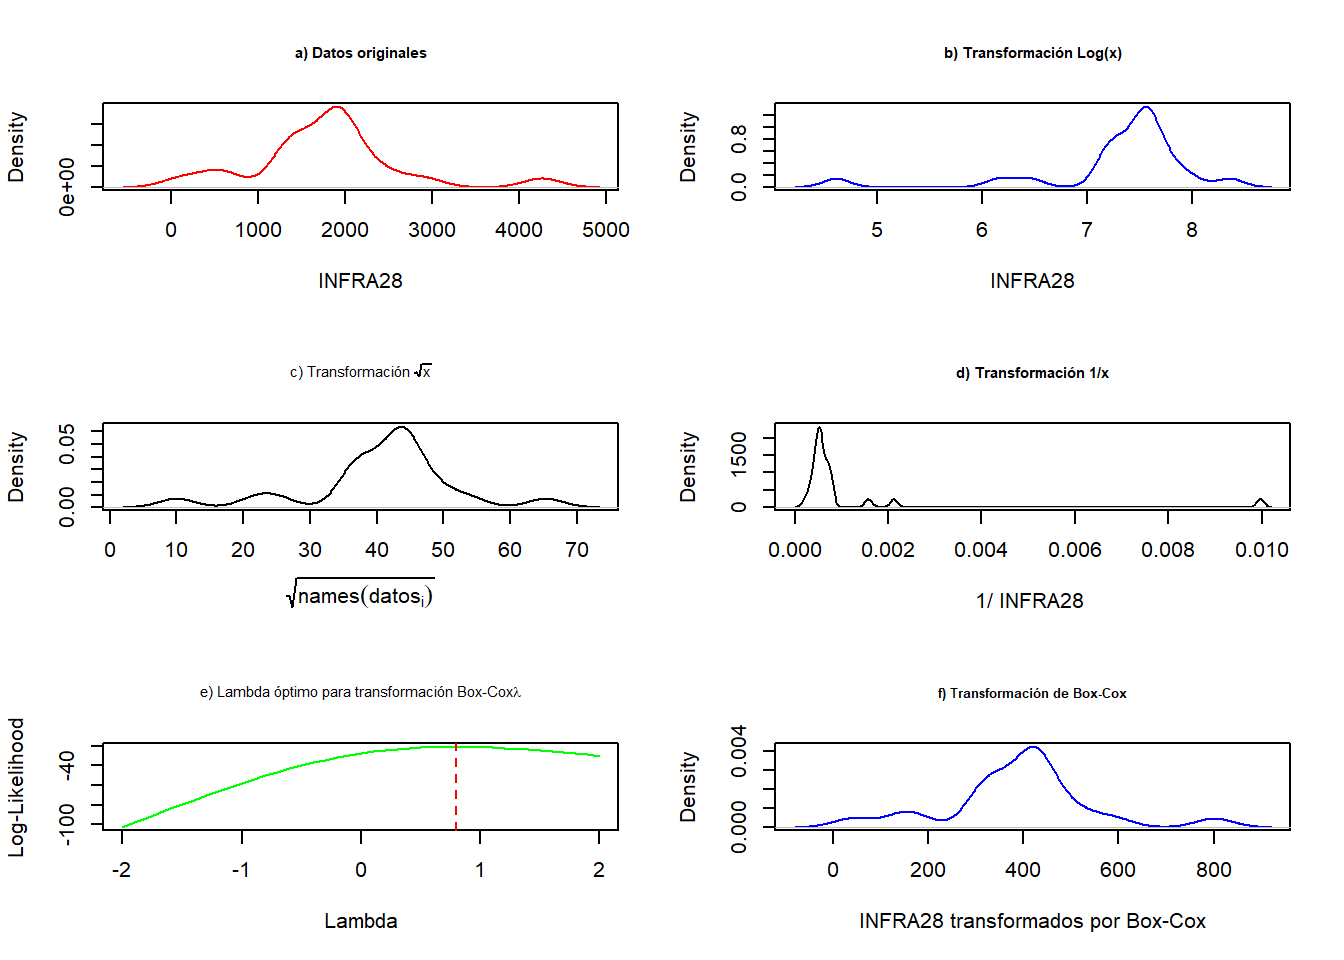 a) Datos originales
Density
0e+00
0 1000 2000 3000 4000 5000
INFRA28
b) Transformación Log(x)
Density
0.0 0.8
5 6 7 8
INFRA28
c) Transformación √x
Density
0.00 0.05
0 10 20 30 40 50 60 70
√names(datosi)
d) Transformación 1/x
Density
0 1500
0.000 0.002 0.004 0.006 0.008 0.010
1/ INFRA28
e) Lambda óptimo para transformación Box-Coxλ
Log-Likelihood
-100 -40
-2 -1 0 1 2
Lambda
f) Transformación de Box-Cox
Density
0.000 0.004
0 200 400 600 800
INFRA28 transformados por Box-Cox